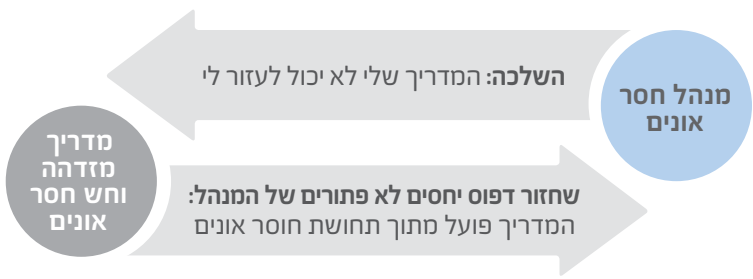 מנהל חסר
אונים
השלכה: המדריך שלי לא יכול לעזור לי
מדריך
מזדהה
וחש חסר
אונים
שחזור דפוס יחסים לא פתורים של המנהל:
המדריך פועל מתוך תחושת חוסר אונים